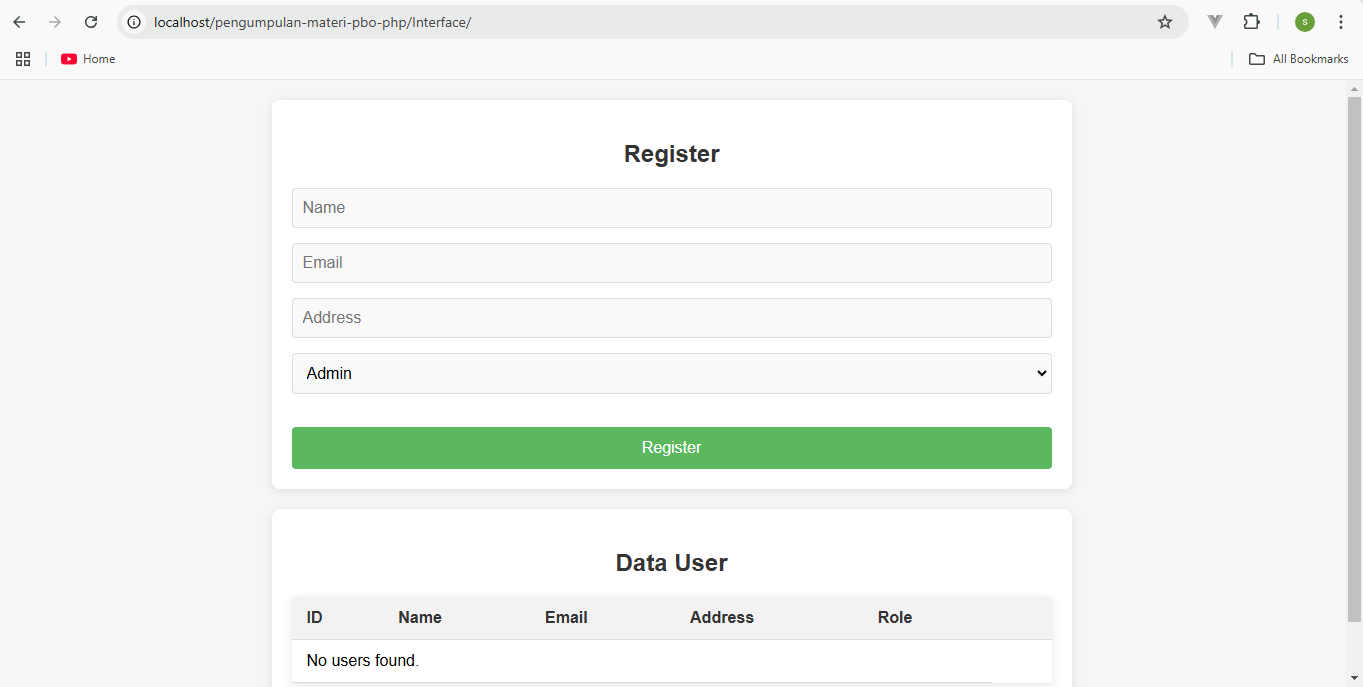 localhost/pengumpulan-materi-pbo-php/Interface/
S
Home
All Bookmarks
Register
Name
Email
Address
Admin
Register
Data User
ID Name Email Address Role
No users found.